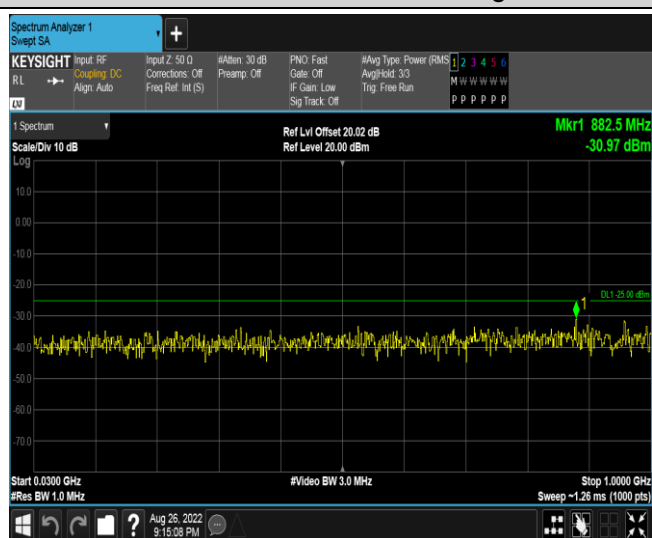 Spectrum Analyzer 1
Swept SA
+
KEYSIGHT
RL
LXI
Input: RF
Coupling: DC
Align: Auto
Input Z: 50 Ω
Corrections: Off
Freq Ref: Int (S)
#Atten: 30 dB
Preamp: Off
PNO: Fast
Gate: Off
IF Gain: Low
Sig Track: Off
#Avg Type: Power (RMS
Avg|Hold: 3/3
Trig: Free Run
1 2 3 4 5 6
M W W W W W
P P P P P P
1 Spectrum
Scale/Div 10 dB
Log
Ref Lvl Offset 20.02 dB
Ref Level 20.00 dBm
Mkr1 882.5 MHz
-30.97 dBm
10.0
0.00
-10.0
-20.0
DL1 -25.00 dBm
1
-30.0
-40.0
-50.0
-60.0
-70.0
Start 0.0300 GHz
#Video BW 3.0 MHz
Stop 1.0000 GHz
#Res BW 1.0 MHz
Sweep ~1.26 ms (1000 pts)
?
Aug 26, 2022
9:15:08 PM